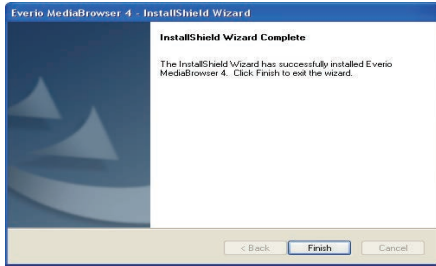 Everio MediaBrowser 4 - InstallShield Wizard
InstallShield Wizard Complete
The InstallShield Wizard has successfully installed Everio
MediaBrowser 4. Click Finish to exit the wizard.
< Back Finish Cancel